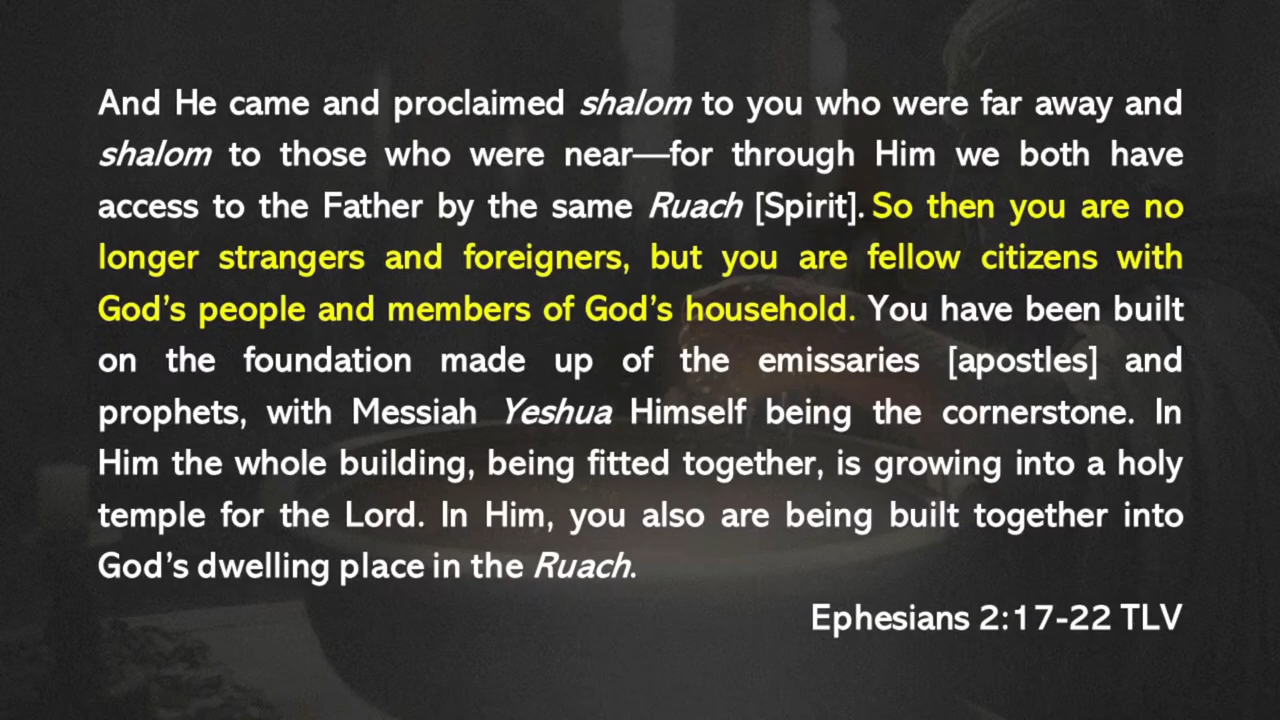 And He came and proclaimed shalom to you who were far away and
shalom to those who were near—for through Him we both have
access to the Father by the same Ruach [Spirit]. So then you are no
longer strangers and foreigners, but you are fellow citizens with
God's people and members of God's household. You have been built
on the foundation made up of the emissaries [apostles] and
prophets, with Messiah Yeshua Himself being the cornerstone. In
Him the whole building, being fitted together, is growing into a holy
temple for the Lord. In Him, you also are being built together into
God's dwelling place in the Ruach.
Ephesians 2:17-22 TLV